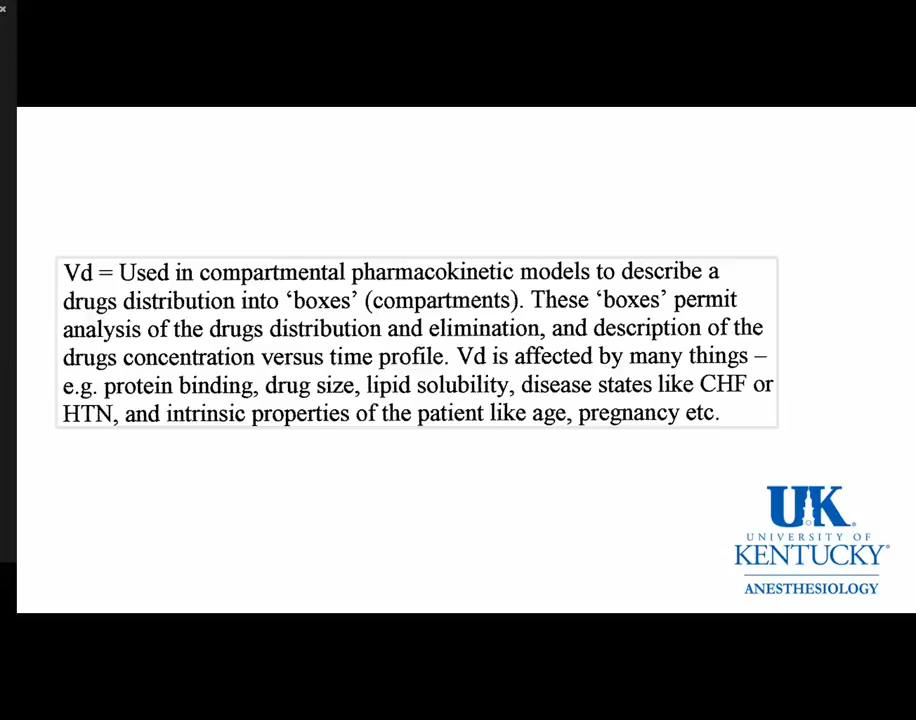 Vd = Used in compartmental pharmacokinetic models to describe a
drugs distribution into ‘boxes’ (compartments). These ‘boxes’ permit
analysis of the drugs distribution and elimination, and description of the
drugs concentration versus time profile. Vd is affected by many things –
e.g. protein binding, drug size, lipid solubility, disease states like CHF or
HTN, and intrinsic properties of the patient like age, pregnancy etc.
UK
UNIVERSITY OF
KENTUCKY®
ANESTHESIOLOGY